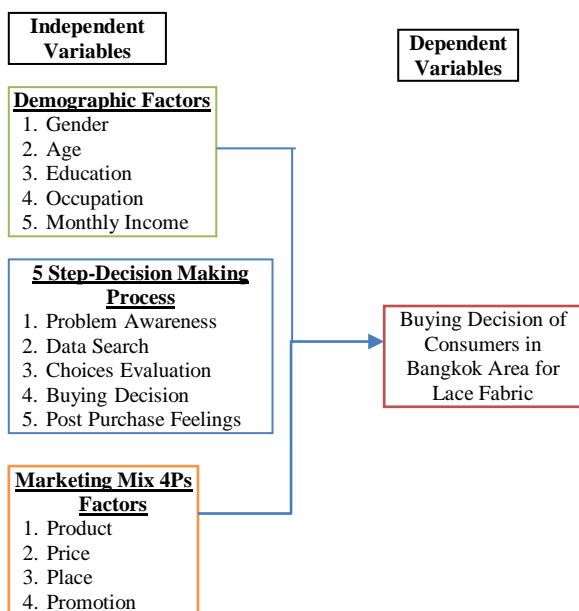 Independent
Variables
Dependent
Variables
Demographic Factors
1. Gender
2. Age
3. Education
4. Occupation
5. Monthly Income
5 Step-Decision Making
Process
1. Problem Awareness
2. Data Search
3. Choices Evaluation
4. Buying Decision
5. Post Purchase Feelings
Buying Decision of
Consumers in
Bangkok Area for
Lace Fabric
Marketing Mix 4Ps
Factors
1. Product
2. Price
3. Place
4. Promotion